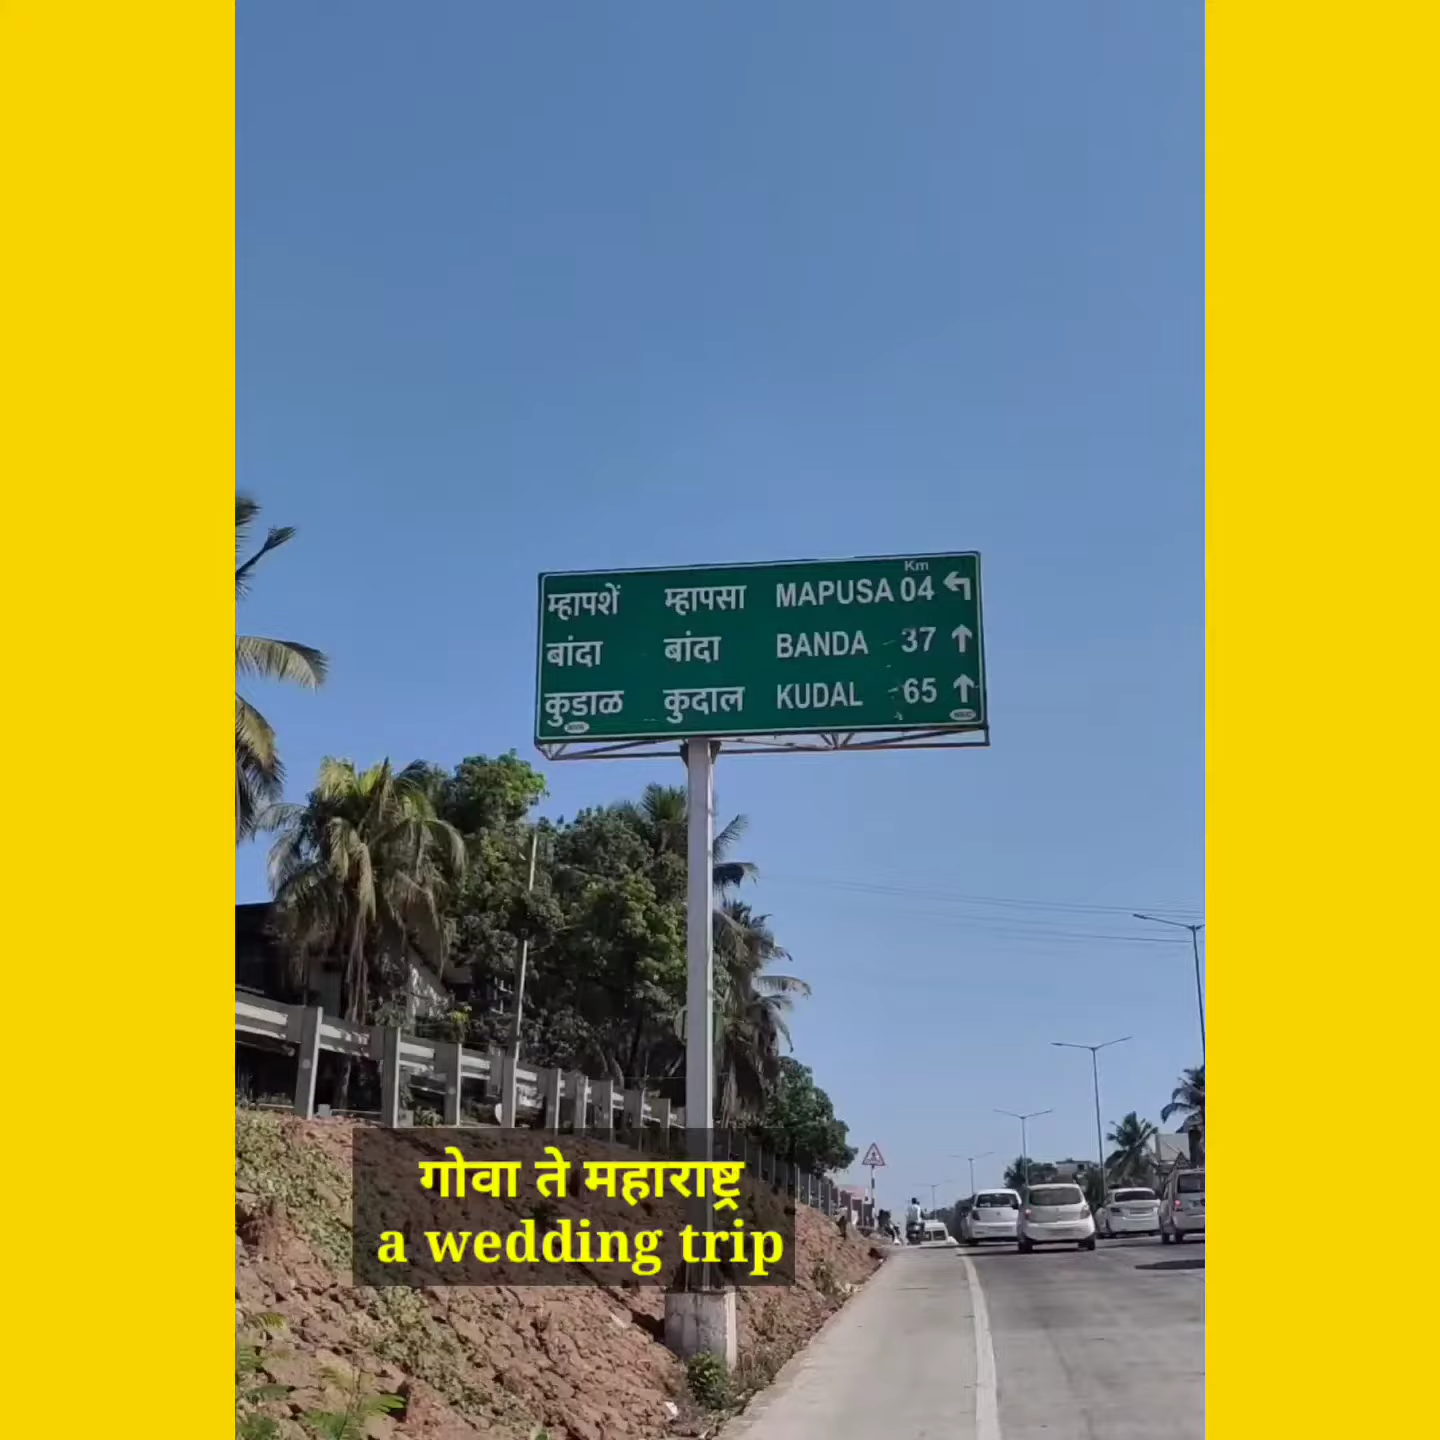 Km
म्हापशें म्हापसा MAPUSA 04
बांदा बांदा BANDA 37
कुडाळ कुदाल KUDAL 65
गोवा ते महाराष्ट्र
a wedding trip